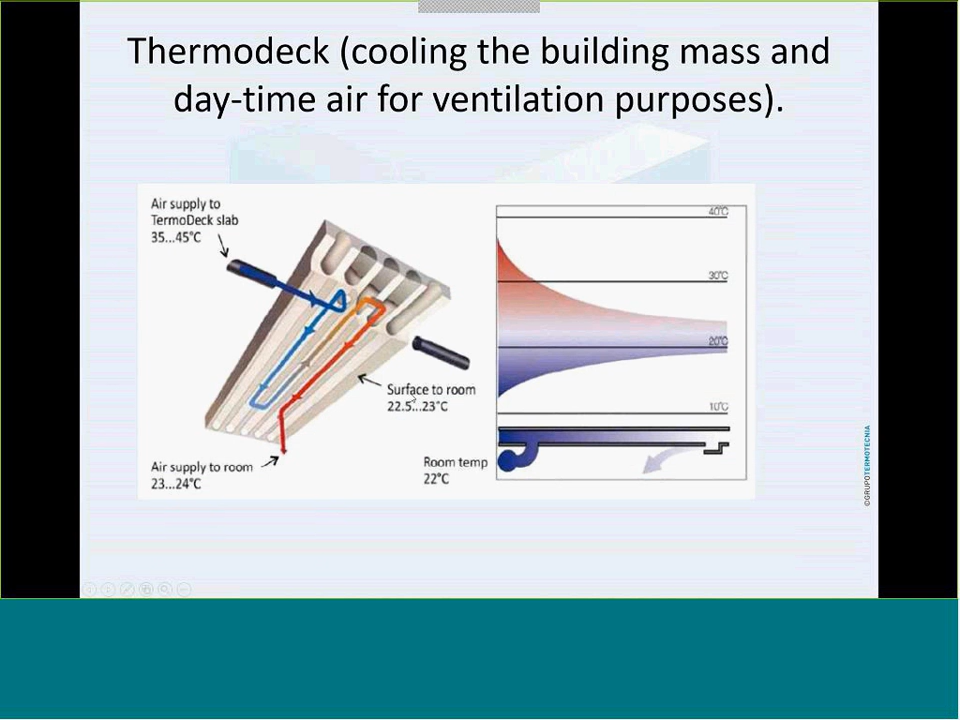 Thermodeck (cooling the building mass and
day-time air for ventilation purposes).
Air supply to
TermoDeck slab
35...45°C
Surface to room
22.5...23°C
Air supply to room
23...24°C
Room temp
22°C
40°C
30°C
20°C
10°C
©GRUPOTERMOTECNIA